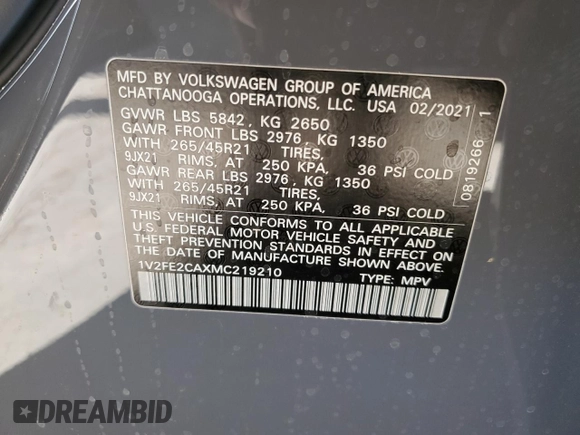 MFD BY VOLKSWAGEN GROUP OF AMERICA
CHATTANOOGA OPERATIONS, LLC. USA 02/2021
GVWR LBS 5842, KG 2650
GAWR FRONT LBS 2976, KG 1350
WITH 265/45R21 TIRES,
9JX21 RIMS, AT 250 KPA, 36 PSI COLD
GAWR REAR LBS 2976, KG 1350
WITH 265/45R21 TIRES,
9JX21 RIMS, AT 250 KPA, 36 PSI COLD
THIS VEHICLE CONFORMS TO ALL APPLICABLE
U.S. FEDERAL MOTOR VEHICLE SAFETY AND
THEFT PREVENTION STANDARDS IN EFFECT ON
THE DATE OF MANUFACTURE SHOWN ABOVE.
1V2FE2CAXMC219210 TYPE: MPV
0819266 1
DREAMBID